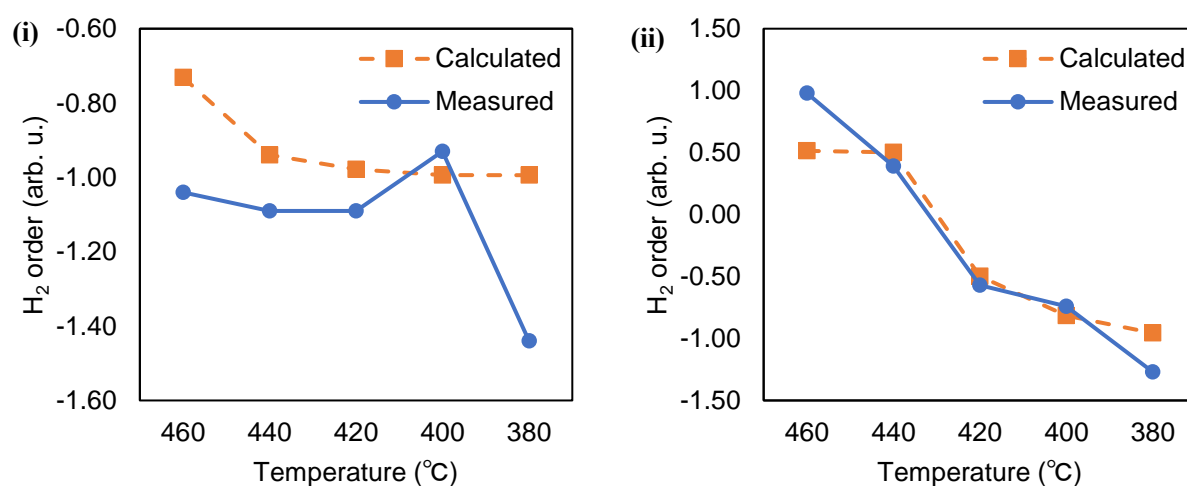 (i)
H₂ order (arb. u.)
-0.60
-0.80
-1.00
-1.20
-1.40
-1.60
Calculated
Measured
460 440 420 400 380
Temperature (℃)
(ii)
H₂ order (arb. u.)
1.50
1.00
0.50
0.00
-0.50
-1.00
-1.50
Calculated
Measured
460 440 420 400 380
Temperature (℃)